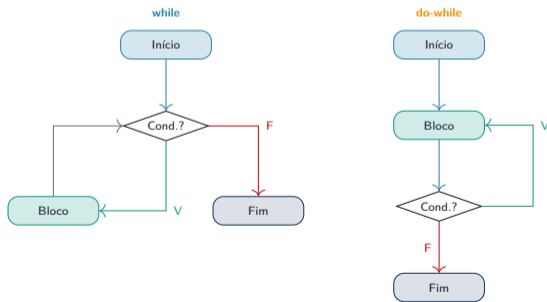 while
Início
Cond.?
F
Bloco
V
Fim
do-while
Início
Bloco
V
Cond.?
F
Fim